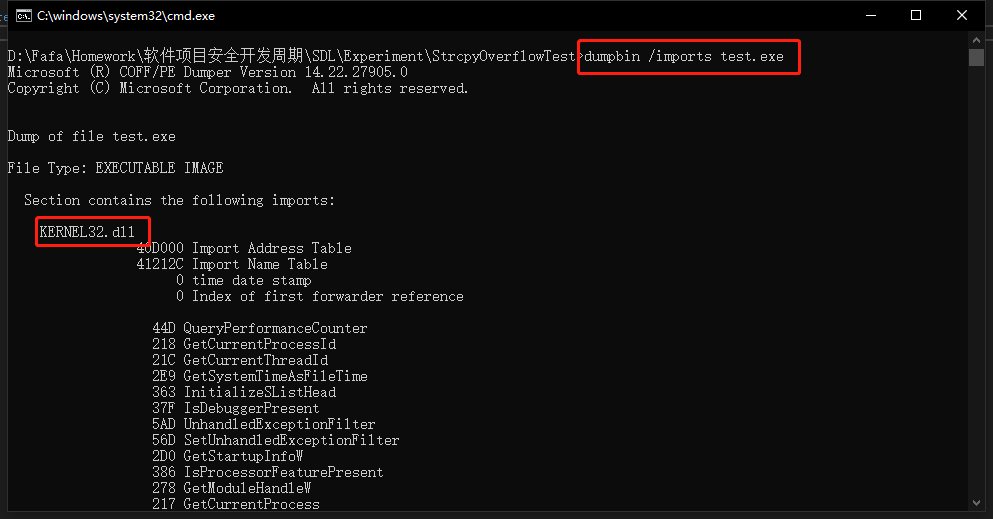 C:\windows\system32\cmd.exe
D:\Fafa\Homework\软件项目安全开发周期\SDL\Experiment\StrcpyOverflowTest>dumpbin /imports test.exe
Microsoft (R) COFF/PE Dumper Version 14.22.27905.0
Copyright (C) Microsoft Corporation.  All rights reserved.
Dump of file test.exe
File Type: EXECUTABLE IMAGE
Section contains the following imports:
KERNEL32.dll
40D000 Import Address Table
41212C Import Name Table
0 time date stamp
0 Index of first forwarder reference
44D QueryPerformanceCounter
218 GetCurrentProcessId
21C GetCurrentThreadId
2E9 GetSystemTimeAsFileTime
363 InitializeSListHead
37F IsDebuggerPresent
5AD UnhandledExceptionFilter
56D SetUnhandledExceptionFilter
2D0 GetStartupInfoW
386 IsProcessorFeaturePresent
278 GetModuleHandleW
217 GetCurrentProcess